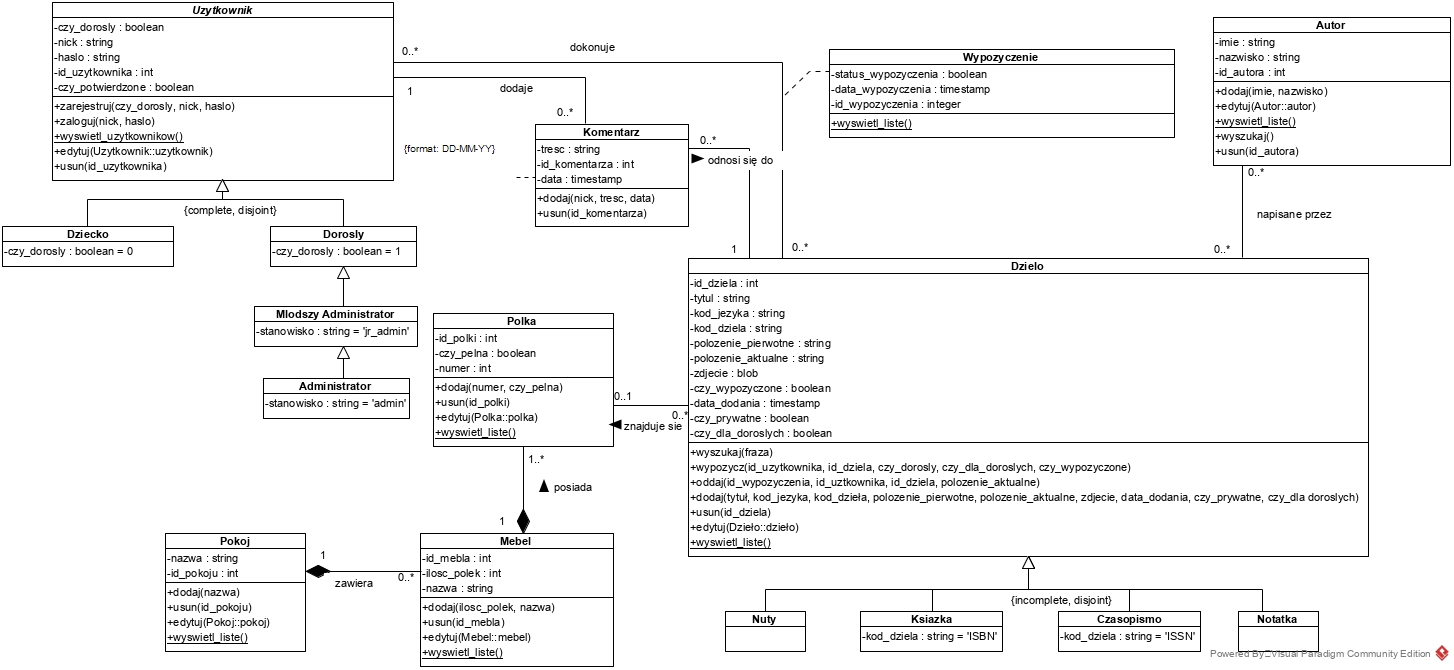 Uzytkownik
-czy_dorosly : boolean
-nick : string
-haslo : string
-id_uzytkownika : int
-czy_potwierdzone : boolean
+zarejestruj(czy_dorosly, nick, haslo)
+zaloguj(nick, haslo)
+wyswietl_uzytkownikow()
+edytuj(Uzytkownik::uzytkownik)
+usun(id_uzytkownika)
0..*
dokonuje
1
dodaje
0..*
Wypozyczenie
-status_wypozyczenia : boolean
-data_wypozyczenia : timestamp
-id_wypozyczenia : integer
+wyswietl_liste()
Autor
-imie : string
-nazwisko : string
-id_autora : int
+dodaj(imie, nazwisko)
+edytuj(Autor::autor)
+wyswietl_liste()
+wyszukaj()
+usun(id_autora)
0..*
napisane przez
0..*
{format: DD-MM-YY}
Komentarz
-tresc : string
-id_komentarza : int
-data : timestamp
+dodaj(nick, tresc, data)
+usun(id_komentarza)
0..*
odnosi się do
1
0..*
{complete, disjoint}
Dziecko
-czy_dorosly : boolean = 0
Dorosly
-czy_dorosly : boolean = 1
Mlodszy Administrator
-stanowisko : string = 'jr_admin'
Administrator
-stanowisko : string = 'admin'
Polka
-id_polki : int
-czy_pelna : boolean
-numer : int
+dodaj(numer, czy_pelna)
+usun(id_polki)
+edytuj(Polka::polka)
+wyswietl_liste()
0..1
0..*
znajduje sie
Dzielo
-id_dziela : int
-tytul : string
-kod_jezyka : string
-kod_dziela : string
-polozenie_pierwotne : string
-polozenie_aktualne : string
-zdjecie : blob
-czy_wypozyczone : boolean
-data_dodania : timestamp
-czy_prywatne : boolean
-czy_dla_doroslych : boolean
+wyszukaj(fraza)
+wypozycz(id_uzytkownika, id_dziela, czy_dorosly, czy_dla_doroslych, czy_wypozyczone)
+oddaj(id_wypozyczenia, id_uztkownika, id_dziela, polozenie_aktualne)
+dodaj(tytuł, kod_jezyka, kod_dzieła, polozenie_pierwotne, polozenie_aktualne, zdjecie, data_dodania, czy_prywatne, czy_dla doroslych)
+usun(id_dziela)
+edytuj(Dzieło::dzieło)
+wyswietl_liste()
1..*
posiada
1
Pokoj
-nazwa : string
-id_pokoju : int
+dodaj(nazwa)
+usun(id_pokoju)
+edytuj(Pokoj::pokoj)
+wyswietl_liste()
1
zawiera
0..*
Mebel
-id_mebla : int
-ilosc_polek : int
-nazwa : string
+dodaj(ilosc_polek, nazwa)
+usun(id_mebla)
+edytuj(Mebel::mebel)
+wyswietl_liste()
{incomplete, disjoint}
Nuty
Ksiazka
-kod_dziela : string = 'ISBN'
Czasopismo
-kod_dziela : string = 'ISSN'
Notatka
Powered By Visual Paradigm Community Edition